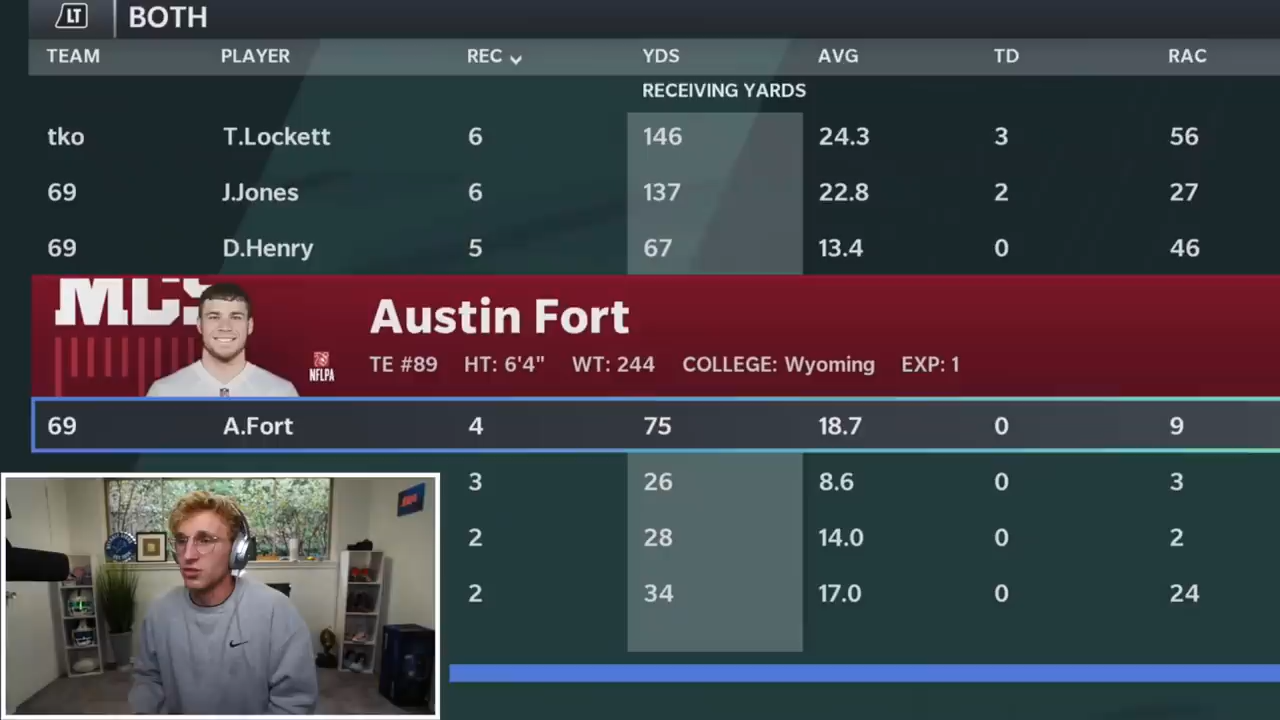 LT BOTH
TEAM PLAYER REC YDS AVG TD RAC
RECEIVING YARDS
tko T.Lockett 6 146 24.3 3 56
69 J.Jones 6 137 22.8 2 27
69 D.Henry 5 67 13.4 0 46
Austin Fort
NFLPA TE #89 HT: 6'4" WT: 244 COLLEGE: Wyoming EXP: 1
69 A.Fort 4 75 18.7 0 9
3 26 8.6 0 3
2 28 14.0 0 2
2 34 17.0 0 24